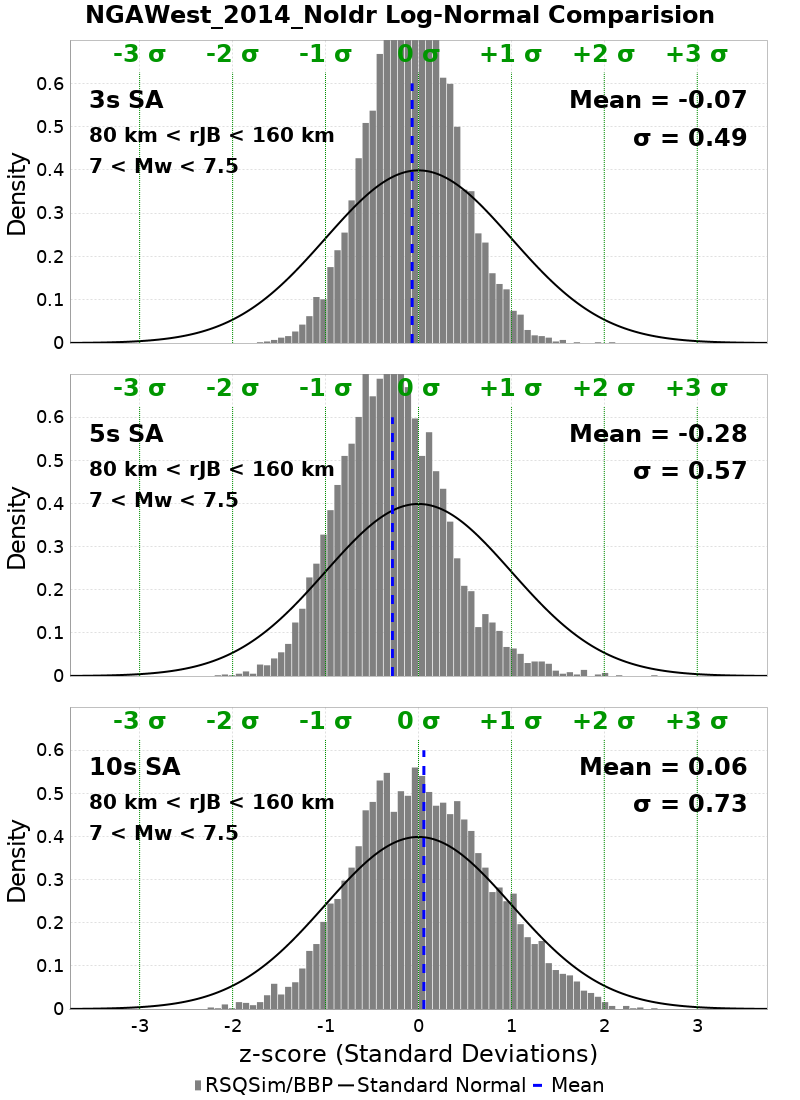 NGAWest_2014_NoIdr Log-Normal Comparision
-3 σ -2 σ -1 σ 0 σ +1 σ +2 σ +3 σ
3s SA Mean = -0.07
80 km < rJB < 160 km σ = 0.49
7 < Mw < 7.5
0.6
0.5
0.4
0.3
0.2
0.1
0
Density
-3 σ -2 σ -1 σ 0 σ +1 σ +2 σ +3 σ
5s SA Mean = -0.28
80 km < rJB < 160 km σ = 0.57
7 < Mw < 7.5
0.6
0.5
0.4
0.3
0.2
0.1
0
Density
-3 σ -2 σ -1 σ 0 σ +1 σ +2 σ +3 σ
10s SA Mean = 0.06
80 km < rJB < 160 km σ = 0.73
7 < Mw < 7.5
0.6
0.5
0.4
0.3
0.2
0.1
0
Density
-3 -2 -1 0 1 2 3
z-score (Standard Deviations)
RSQSim/BBP Standard Normal Mean